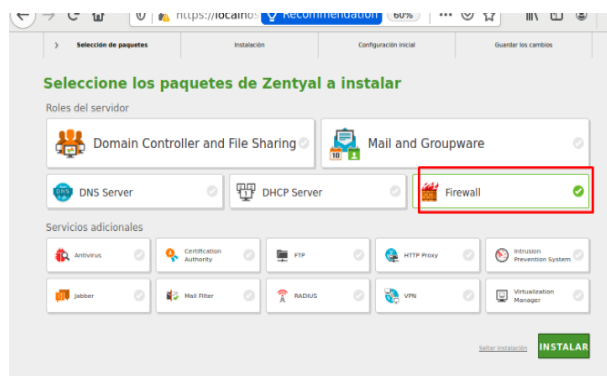 https://localhos
Recommendation
60%
Selección de paquetes Instalación Configuración inicial Guardar los cambios
Seleccione los paquetes de Zentyal a instalar
Roles del servidor
Domain Controller and File Sharing Mail and Groupware
DNS Server DHCP Server Firewall
Servicios adicionales
Antivirus Certification Authority FTP HTTP Proxy Intrusion Prevention System
Jabber Mail Filter RADIUS VPN Virtualization Manager
Saltar instalación INSTALAR